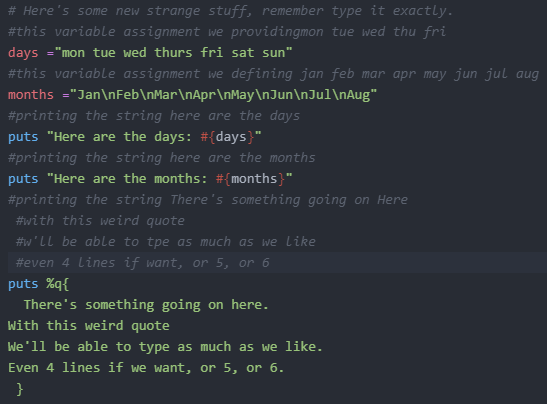 # Here's some new strange stuff, remember type it exactly.
#this variable assignment we providingmon tue wed thu fri
days ="mon tue wed thurs fri sat sun"
#this variable assignment we defining jan feb mar apr may jun jul aug
months ="Jan\nFeb\nMar\nApr\nMay\nJun\nJul\nAug"
#printing the string here are the days
puts "Here are the days: #{days}"
#printing the string here are the months
puts "Here are the months: #{months}"
#printing the string There's something going on Here
 #with this weird quote
 #w'll be able to tpe as much as we like
 #even 4 lines if want, or 5, or 6
puts %q{
  There's something going on here.
With this weird quote
We'll be able to type as much as we like.
Even 4 lines if we want, or 5, or 6.
 }